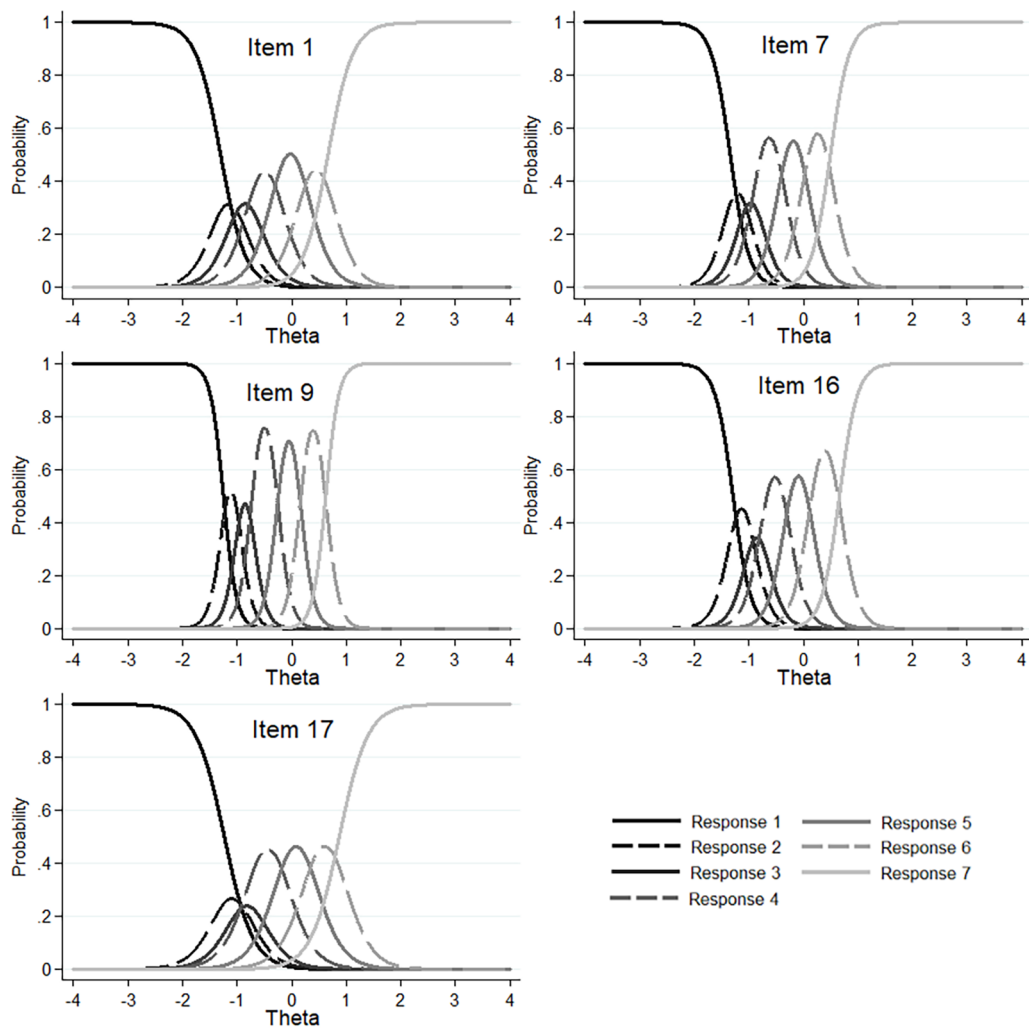 Item 1
Probability
1
.8
.6
.4
.2
0
-4 -3 -2 -1 0 1 2 3 4
Theta
Item 7
Probability
1
.8
.6
.4
.2
0
-4 -3 -2 -1 0 1 2 3 4
Theta
Item 9
Probability
1
.8
.6
.4
.2
0
-4 -3 -2 -1 0 1 2 3 4
Theta
Item 16
Probability
1
.8
.6
.4
.2
0
-4 -3 -2 -1 0 1 2 3 4
Theta
Item 17
Probability
1
.8
.6
.4
.2
0
-4 -3 -2 -1 0 1 2 3 4
Theta
Response 1
Response 2
Response 3
Response 4
Response 5
Response 6
Response 7